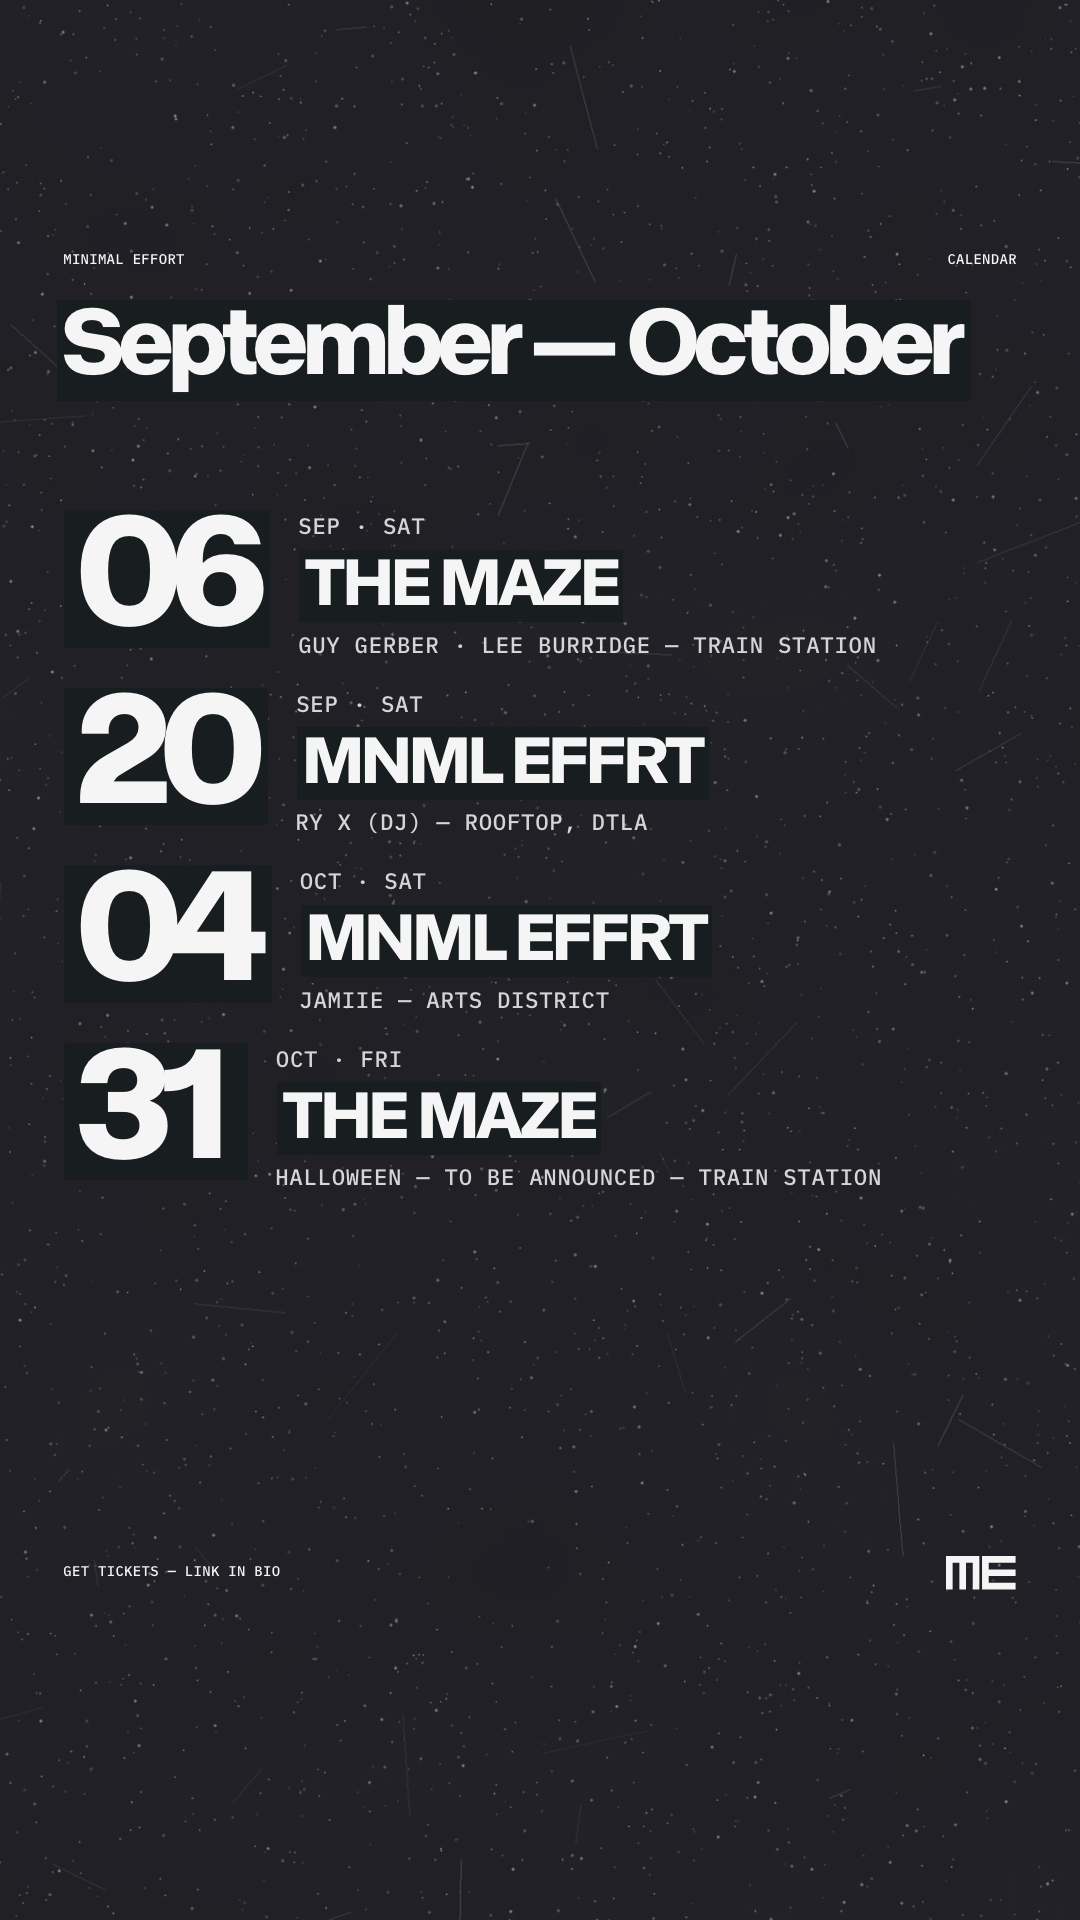 MINIMAL EFFORT
CALENDAR
September — October
06
SEP · SAT
THE MAZE
GUY GERBER · LEE BURRIDGE — TRAIN STATION
20
SEP · SAT
MNML EFFRT
RY X (DJ) — ROOFTOP, DTLA
04
OCT · SAT
MNML EFFRT
JAMIIE — ARTS DISTRICT
31
OCT · FRI
THE MAZE
HALLOWEEN — TO BE ANNOUNCED — TRAIN STATION
GET TICKETS — LINK IN BIO
ME